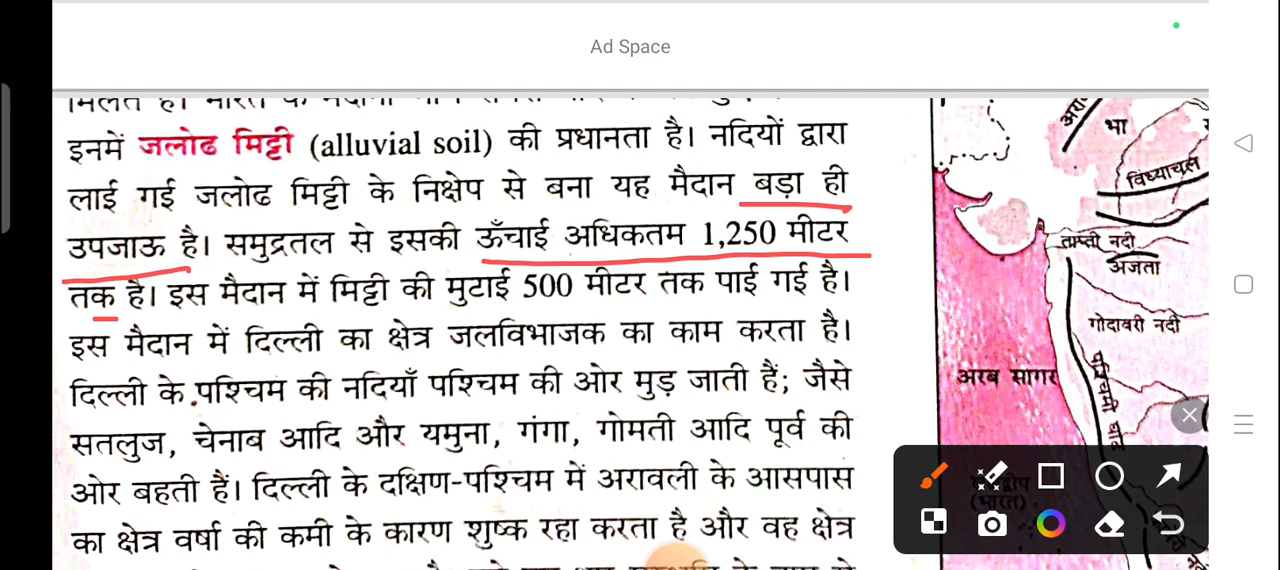 Ad Space
इनमें जलोढ मिट्टी (alluvial soil) की प्रधानता है। नदियों द्वारा
लाई गई जलोढ मिट्टी के निक्षेप से बना यह मैदान बड़ा ही
उपजाऊ है। समुद्रतल से इसकी ऊँचाई अधिकतम 1,250 मीटर
तक है। इस मैदान में मिट्टी की मुटाई 500 मीटर तक पाई गई है।
इस मैदान में दिल्ली का क्षेत्र जलविभाजक का काम करता है।
दिल्ली के पश्चिम की नदियाँ पश्चिम की ओर मुड़ जाती हैं; जैसे
सतलुज, चेनाब आदि और यमुना, गंगा, गोमती आदि पूर्व की
ओर बहती हैं। दिल्ली के दक्षिण-पश्चिम में अरावली के आसपास
का क्षेत्र वर्षा की कमी के कारण शुष्क रहा करता है और वह क्षेत्र
भा
विंध्याचल
ताप्ती नदी
अजंता
गोदावरी नदी
अरब सागर
पश्चिमी घाट
(भारत)